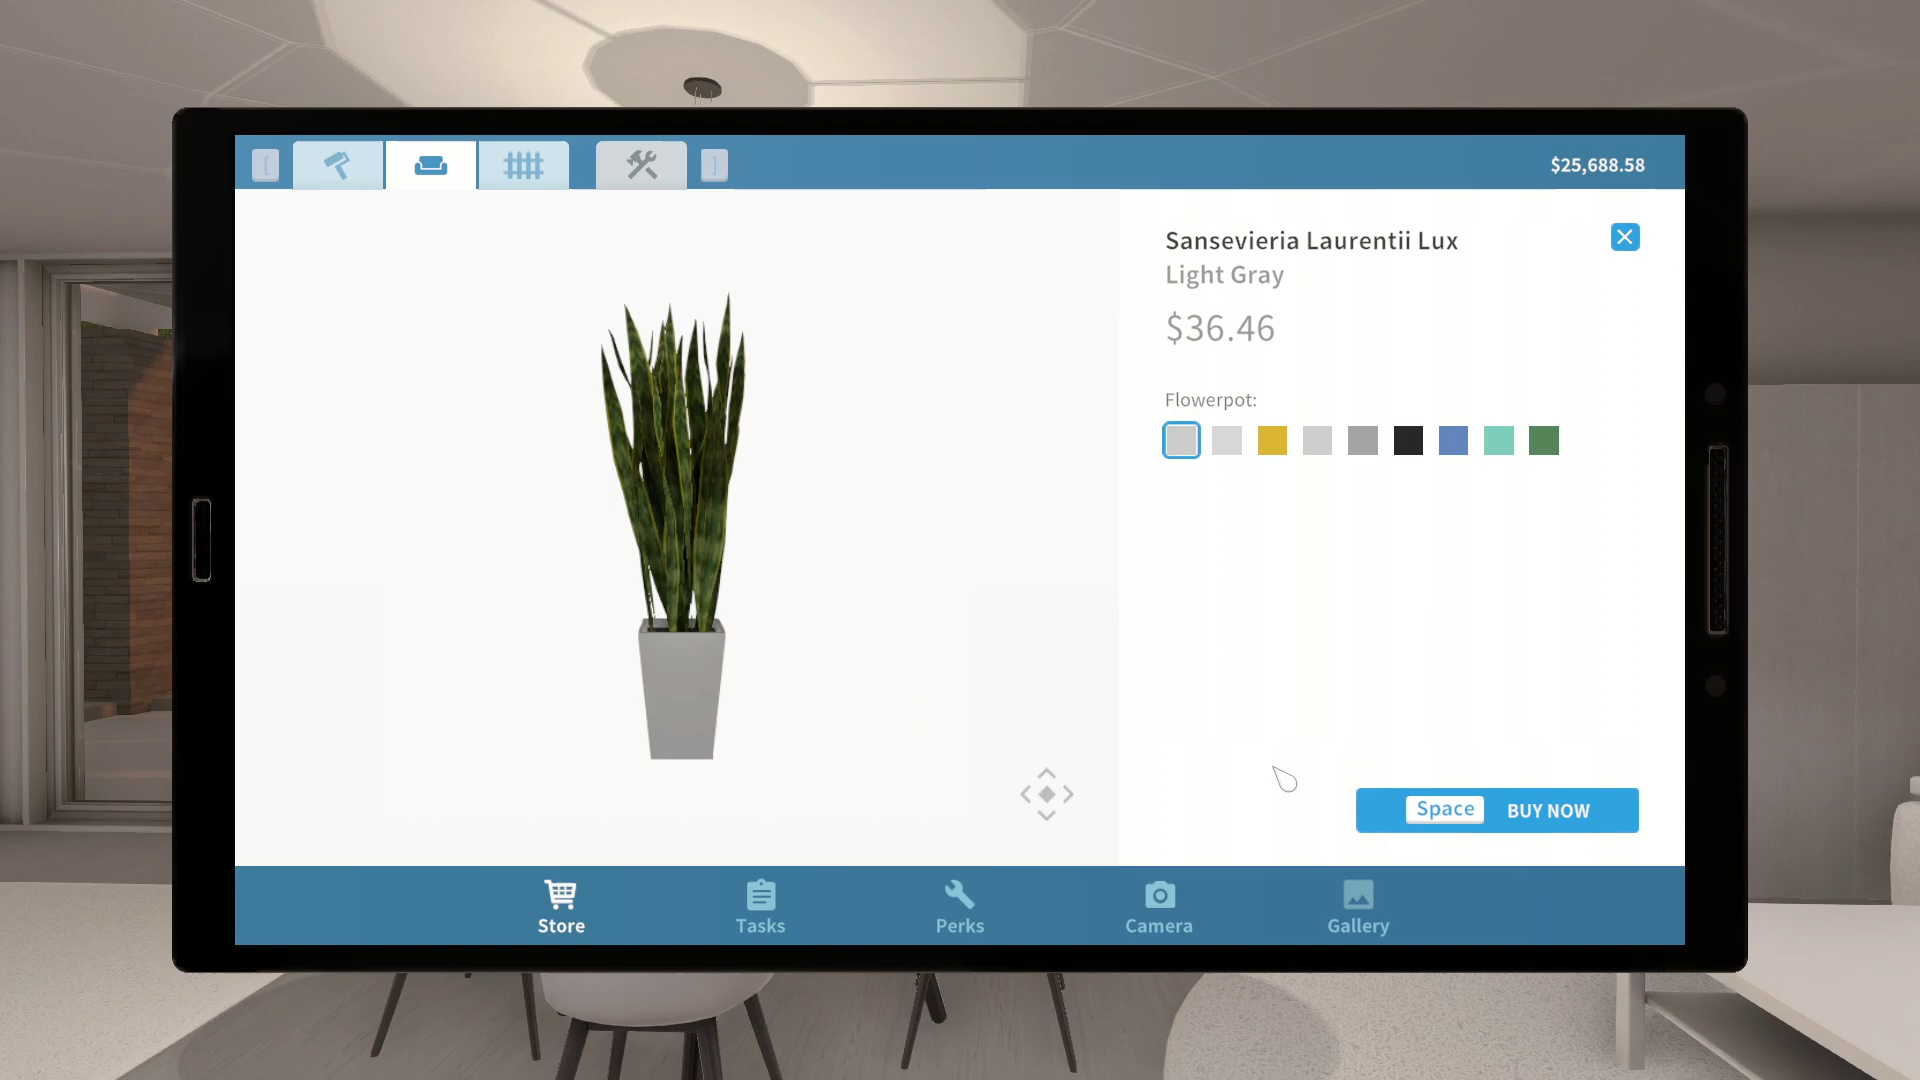 [
]
$25,688.58
Sansevieria Laurentii Lux
Light Gray
$36.46
Flowerpot:
Space BUY NOW
Store Tasks Perks Camera Gallery